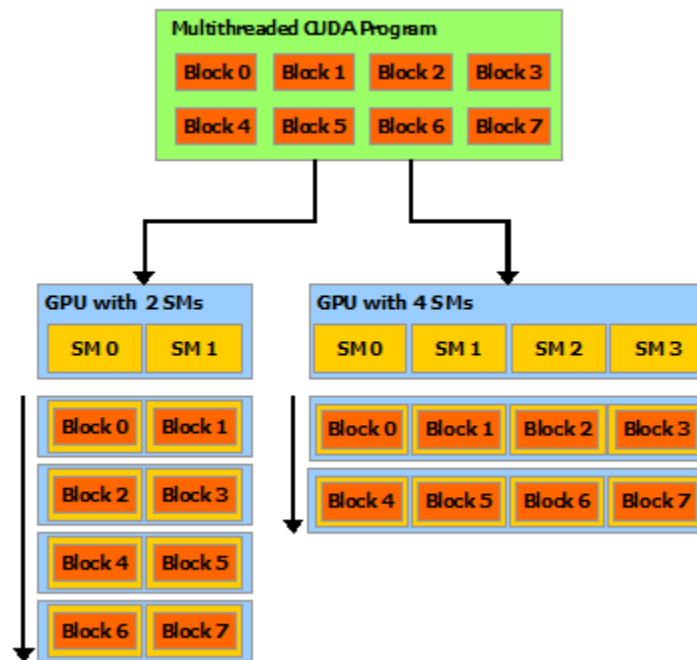 Multithreaded CUDA Program
Block 0 Block 1 Block 2 Block 3
Block 4 Block 5 Block 6 Block 7
GPU with 2 SMs
SM 0 SM 1
Block 0 Block 1
Block 2 Block 3
Block 4 Block 5
Block 6 Block 7
GPU with 4 SMs
SM 0 SM 1 SM 2 SM 3
Block 0 Block 1 Block 2 Block 3
Block 4 Block 5 Block 6 Block 7